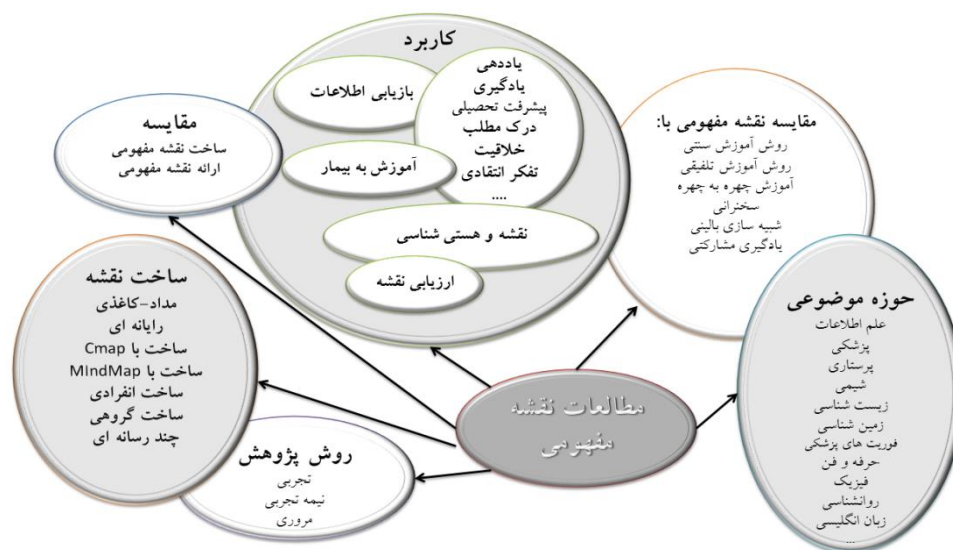 کاربرد
یاددهی
یادگیری
پیشرفت تحصیلی
درک مطلب
خلاقیت
تفکر انتقادی
....
بازیابی اطلاعات
آموزش به بیمار
نقشه و هستی شناسی
ارزیابی نقشه
مقایسه نقشه مفهومی با:
روش آموزش سنتی
روش آموزش تلفیقی
آموزش چهره به چهره
سخنرانی
شبیه سازی بالینی
یادگیری مشارکتی
مقایسه
ساخت نقشه مفهومی
ارائه نقشه مفهومی
حوزه موضوعی
علم اطلاعات
پزشکی
پرستاری
شیمی
زیست شناسی
زمین شناسی
فوریت های پزشکی
حرفه و فن
فیزیک
روانشناسی
زبان انگلیسی
...
ساخت نقشه
مداد-کاغذی
رایانه ای
ساخت با Cmap
ساخت با MIndMap
ساخت انفرادی
ساخت گروهی
چند رسانه ای
مطالعات نقشه
مفهومی
روش پژوهش
تجربی
نیمه تجربی
مروری